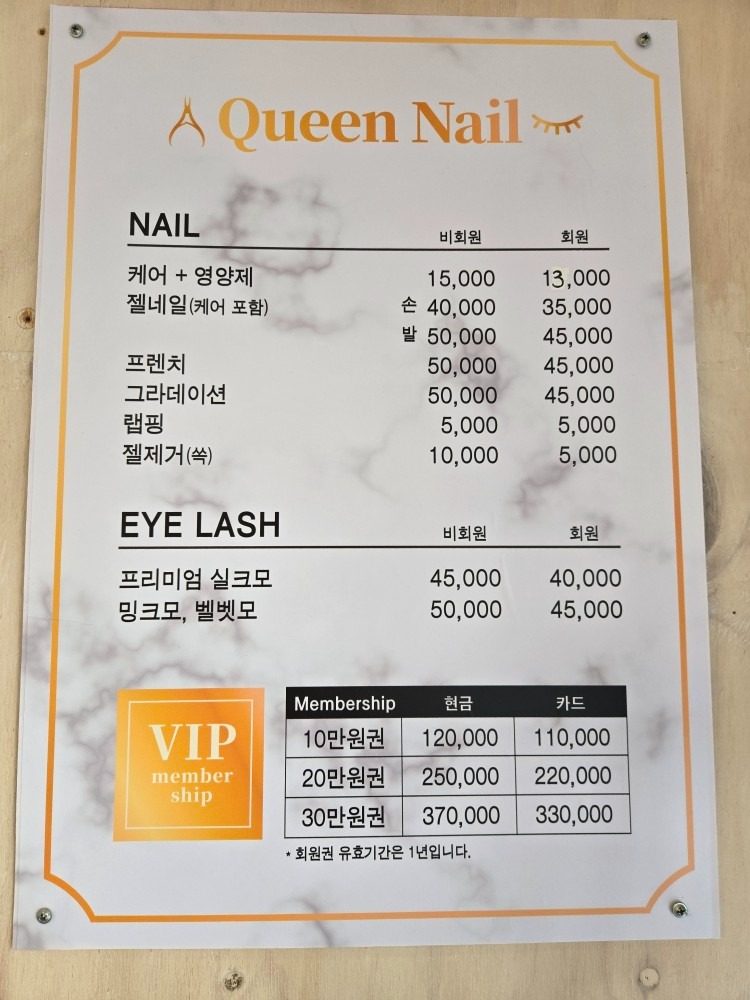 Queen Nail
NAIL 비회원 회원
케어 + 영양제 15,000 13,000
젤네일(케어 포함) 손 40,000 35,000
발 50,000 45,000
프렌치 50,000 45,000
그라데이션 50,000 45,000
랩핑 5,000 5,000
젤제거(쏙) 10,000 5,000
EYE LASH 비회원 회원
프리미엄 실크모 45,000 40,000
밍크모, 벨벳모 50,000 45,000
VIP
member
ship
Membership 현금 카드
10만원권 120,000 110,000
20만원권 250,000 220,000
30만원권 370,000 330,000
* 회원권 유효기간은 1년입니다.